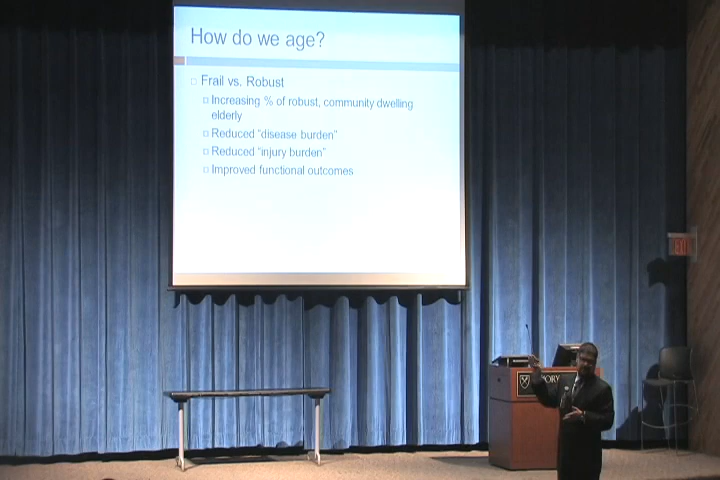 How do we age?
Frail vs. Robust
Increasing % of robust, community dwelling
elderly
Reduced "disease burden"
Reduced "injury burden"
Improved functional outcomes
EXIT
ORY